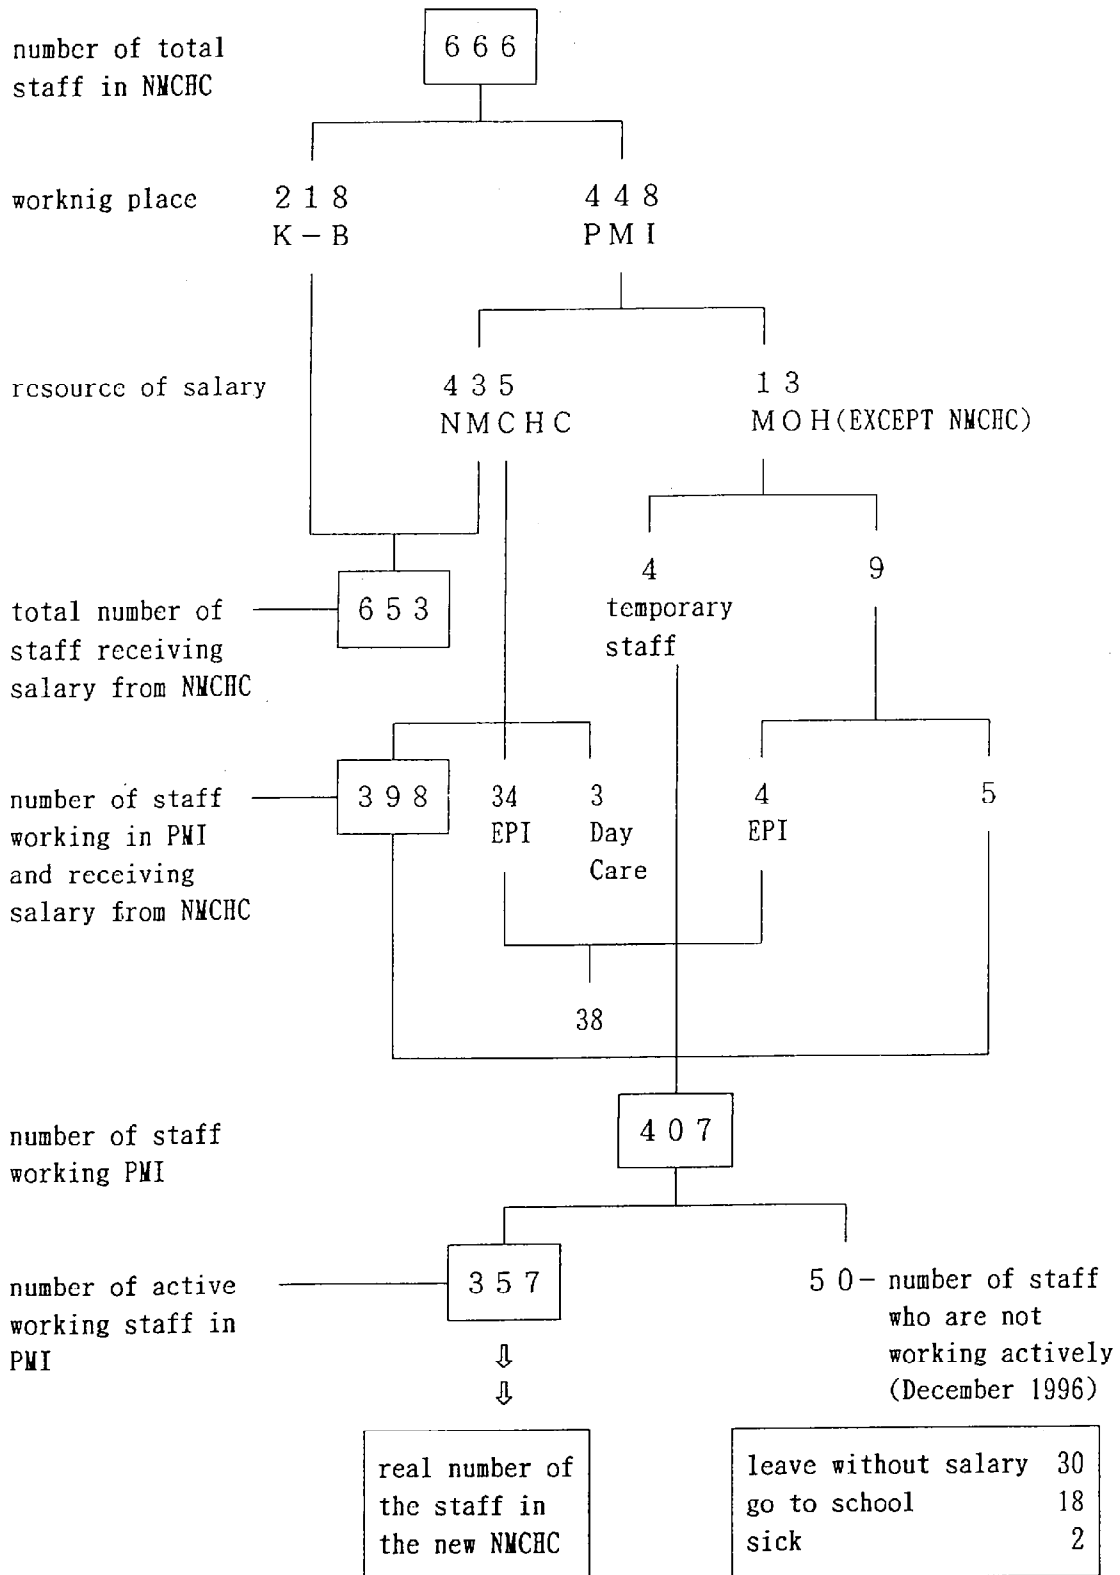 number of total
staff in NMCHC
666
worknig place
218
K-B
448
PMI
resource of salary
435
NMCHC
13
MOH(EXCEPT NMCHC)
4
temporary
staff
9
total number of
staff receiving
salary from NMCHC
653
number of staff
working in PMI
and receiving
salary from NMCHC
398
34
EPI
3
Day
Care
4
EPI
5
38
number of staff
working PMI
407
number of active
working staff in
PMI
357
50- number of staff
who are not
working actively
(December 1996)
⇩
⇩
real number of
the staff in
the new NMCHC
leave without salary 30
go to school 18
sick 2